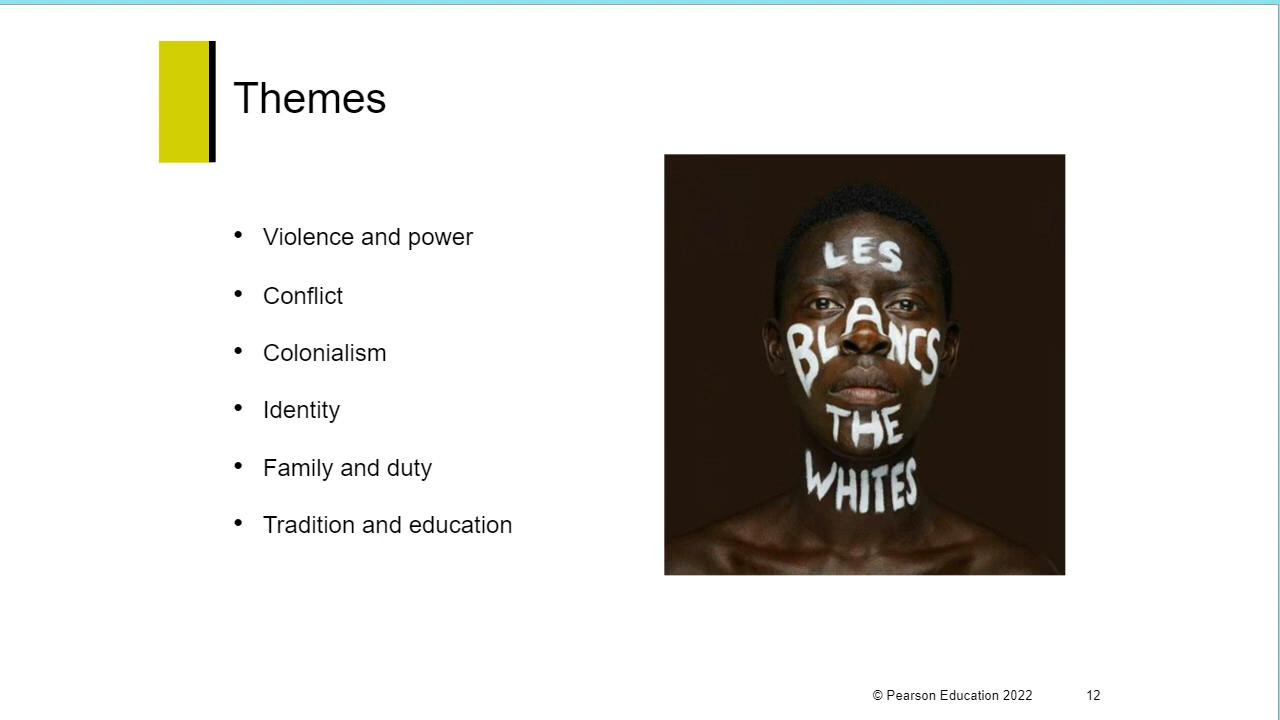 Themes
• Violence and power
• Conflict
• Colonialism
• Identity
• Family and duty
• Tradition and education
LES
BLANCS
THE
WHITES
© Pearson Education 2022
12